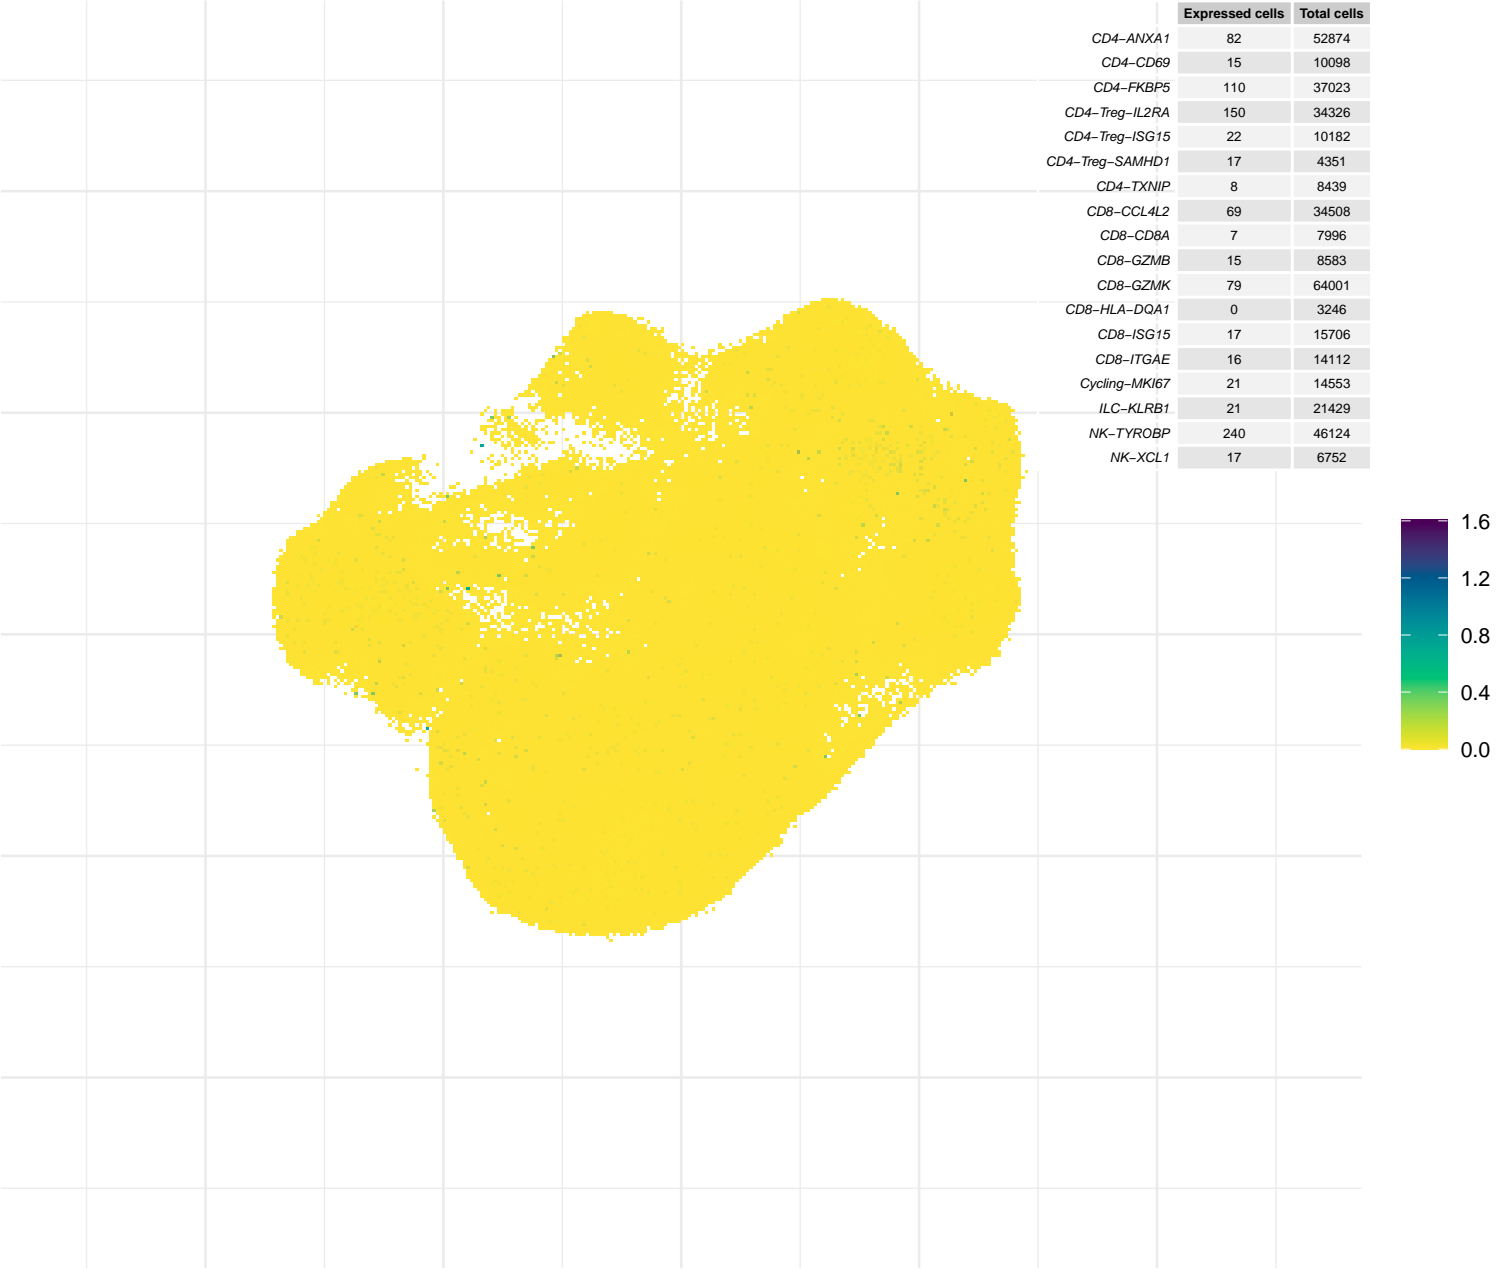 Expressed cells Total cells
CD4−ANXA1 82 52874
CD4−CD69 15 10098
CD4−FKBP5 110 37023
CD4−Treg−IL2RA 150 34326
CD4−Treg−ISG15 22 10182
CD4−Treg−SAMHD1 17 4351
CD4−TXNIP 8 8439
CD8−CCL4L2 69 34508
CD8−CD8A 7 7996
CD8−GZMB 15 8583
CD8−GZMK 79 64001
CD8−HLA−DQA1 0 3246
CD8−ISG15 17 15706
CD8−ITGAE 16 14112
Cycling−MKI67 21 14553
ILC−KLRB1 21 21429
NK−TYROBP 240 46124
NK−XCL1 17 6752
1.6
1.2
0.8
0.4
0.0